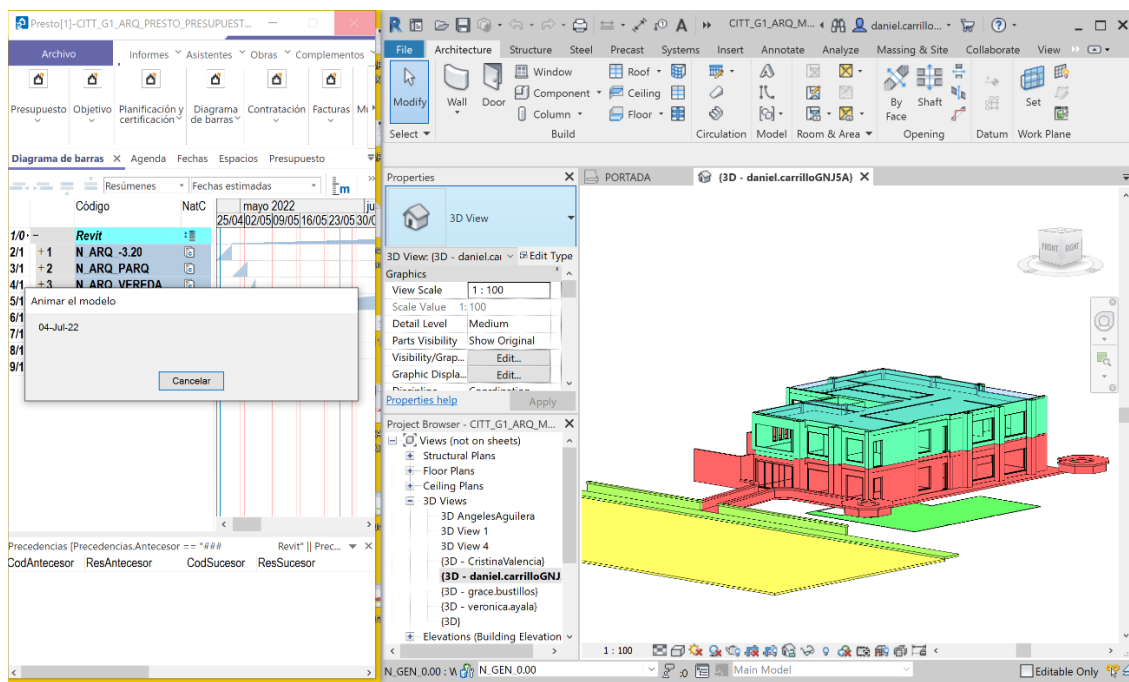 Presto[1]-CITT_G1_ARQ_PRESTO_PRESUPUEST...
Archivo
Informes
Asistentes
Obras
Complementos
Presupuesto
Objetivo
Planificación y certificación
Diagrama de barras
Contratación
Facturas
Diagrama de barras
Agenda
Fechas
Espacios
Presupuesto
Resúmenes
Fechas estimadas
m
Código
NatC
mayo 2022
25/04 02/05 09/05 16/05 23/05
1/0 - Revit
2/1 +1 N_ARQ_-3.20
3/1 +2 N_ARQ_PARQ
4/1 +3 N_ARQ_VEREDA
5/1
6/1
7/1
8/1
9/1
Animar el modelo
04-Jul-22
Cancelar
Precedencias [Precedencias.Antecesor == "### Revit" || Prec...
CodAntecesor ResAntecesor CodSucesor ResSucesor
CITT_G1_ARQ_M...
daniel.carrillo...
File Architecture Structure Steel Precast Systems Insert Annotate Analyze Massing & Site Collaborate View
Modify
Wall
Door
Window
Component
Column
Roof
Ceiling
Floor
By Face
Shaft
Set
Select
Build
Circulation
Model
Room & Area
Opening
Datum
Work Plane
Properties
PORTADA
{3D - daniel.carrilloGNJ5A}
3D View
3D View: {3D - daniel.cai
Edit Type
Graphics
View Scale 1 : 100
Scale Value 1: 100
Detail Level Medium
Parts Visibility Show Original
Visibility/Grap... Edit...
Graphic Displa... Edit...
Properties help
Apply
Project Browser - CITT_G1_ARQ_M...
Views (not on sheets)
Structural Plans
Floor Plans
Ceiling Plans
3D Views
3D AngelesAguilera
3D View 1
3D View 4
{3D - CristinaValencia}
{3D - daniel.carrilloGNJ
{3D - grace.bustillos}
{3D - veronica.ayala}
{3D}
Elevations (Building Elevation
FRONT
RIGHT
1 : 100
N_GEN_0.00
:0
Main Model
Editable Only